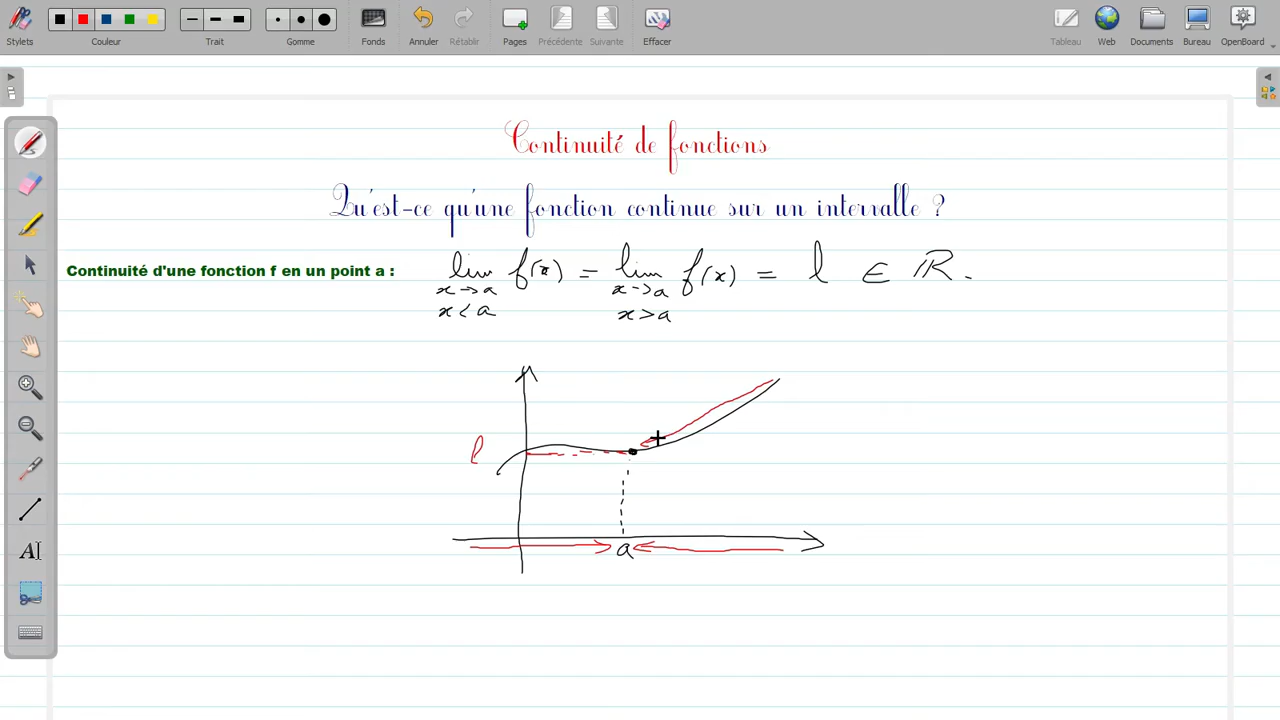 Stylets Couleur Trait Gomme Fonds Annuler Rétablir Pages Précédente Suivante Effacer Tableau Web Documents Bureau OpenBoard
Continuité de fonctions
Qu'est-ce qu'une fonction continue sur un intervalle ?
Continuité d'une fonction f en un point a : lim f(x) = lim f(x) = l ∈ ℝ.
x→a x→a
x<a x>a
l
a